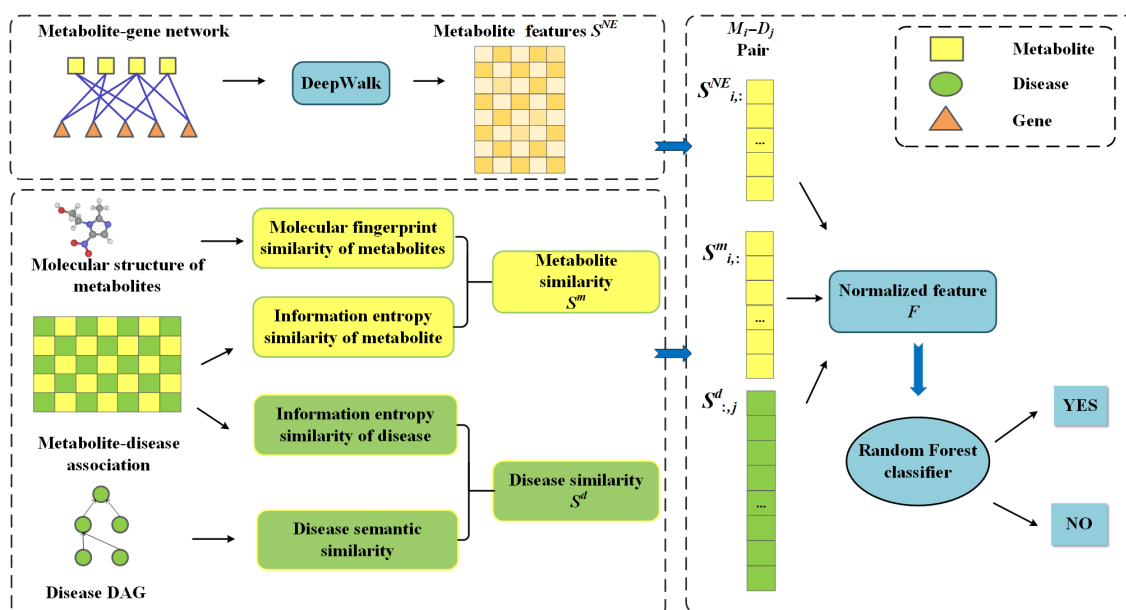 Metabolite-gene network
DeepWalk
Metabolite features S^NE
Molecular structure of
metabolites
Molecular fingerprint
similarity of metabolites
Information entropy
similarity of metabolite
Metabolite
similarity
S^m
Metabolite-disease
association
Information entropy
similarity of disease
Disease semantic
similarity
Disease similarity
S^d
Disease DAG
M_i-D_j
Pair
S^NE_i,:
...
S^m_i,:
...
S^d_:,j
...
Normalized feature
F
Random Forest
classifier
YES
NO
Metabolite
Disease
Gene